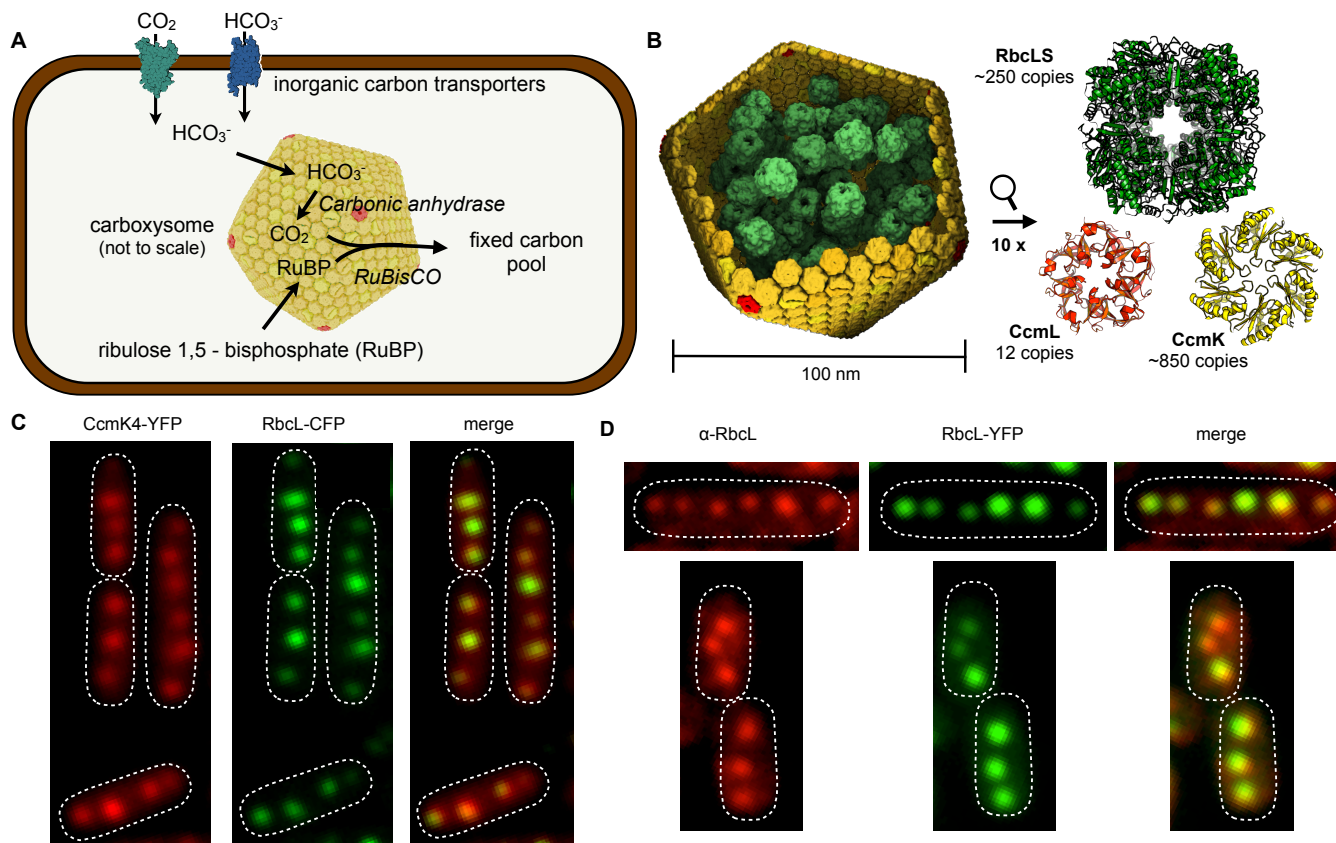 A
CO2
HCO3-
inorganic carbon transporters
HCO3-
HCO3-
Carbonic anhydrase
carboxysome
(not to scale)
CO2
RuBP
RuBisCO
fixed carbon
pool
ribulose 1,5 - bisphosphate (RuBP)
B
RbcLS
~250 copies
10 x
CcmL
12 copies
CcmK
~850 copies
100 nm
C
CcmK4-YFP
RbcL-CFP
merge
D
α-RbcL
RbcL-YFP
merge